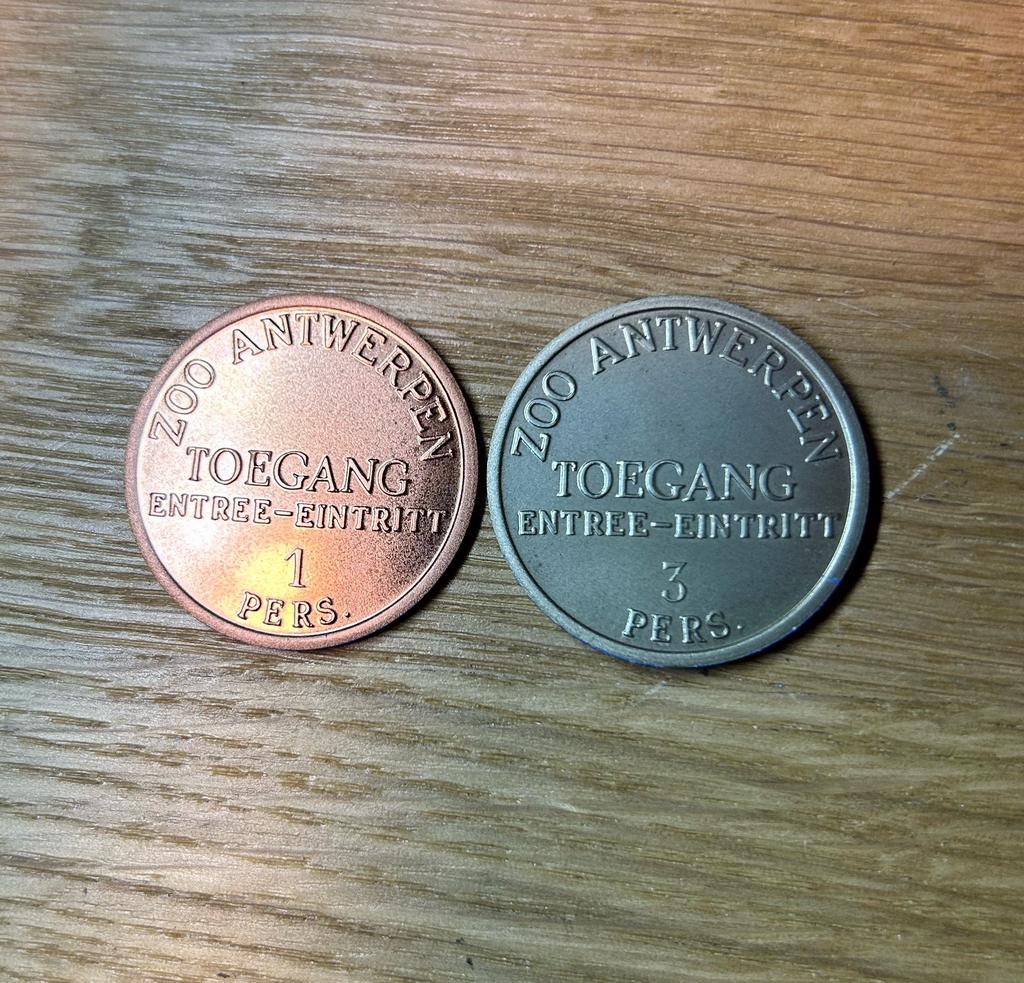 ZOO ANTWERPEN
TOEGANG
ENTREE-EINTRITT
1
PERS.
ZOO ANTWERPEN
TOEGANG
ENTREE-EINTRITT
3
PERS.